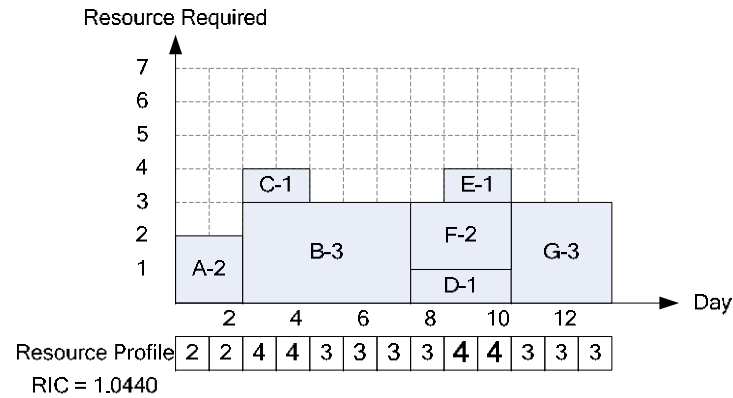 Resource Required
7
6
5
4
3
2
1
C-1
E-1
A-2
B-3
F-2
D-1
G-3
2 4 6 8 10 12
Day
Resource Profile 2 2 4 4 3 3 3 3 4 4 3 3 3
RIC = 1.0440